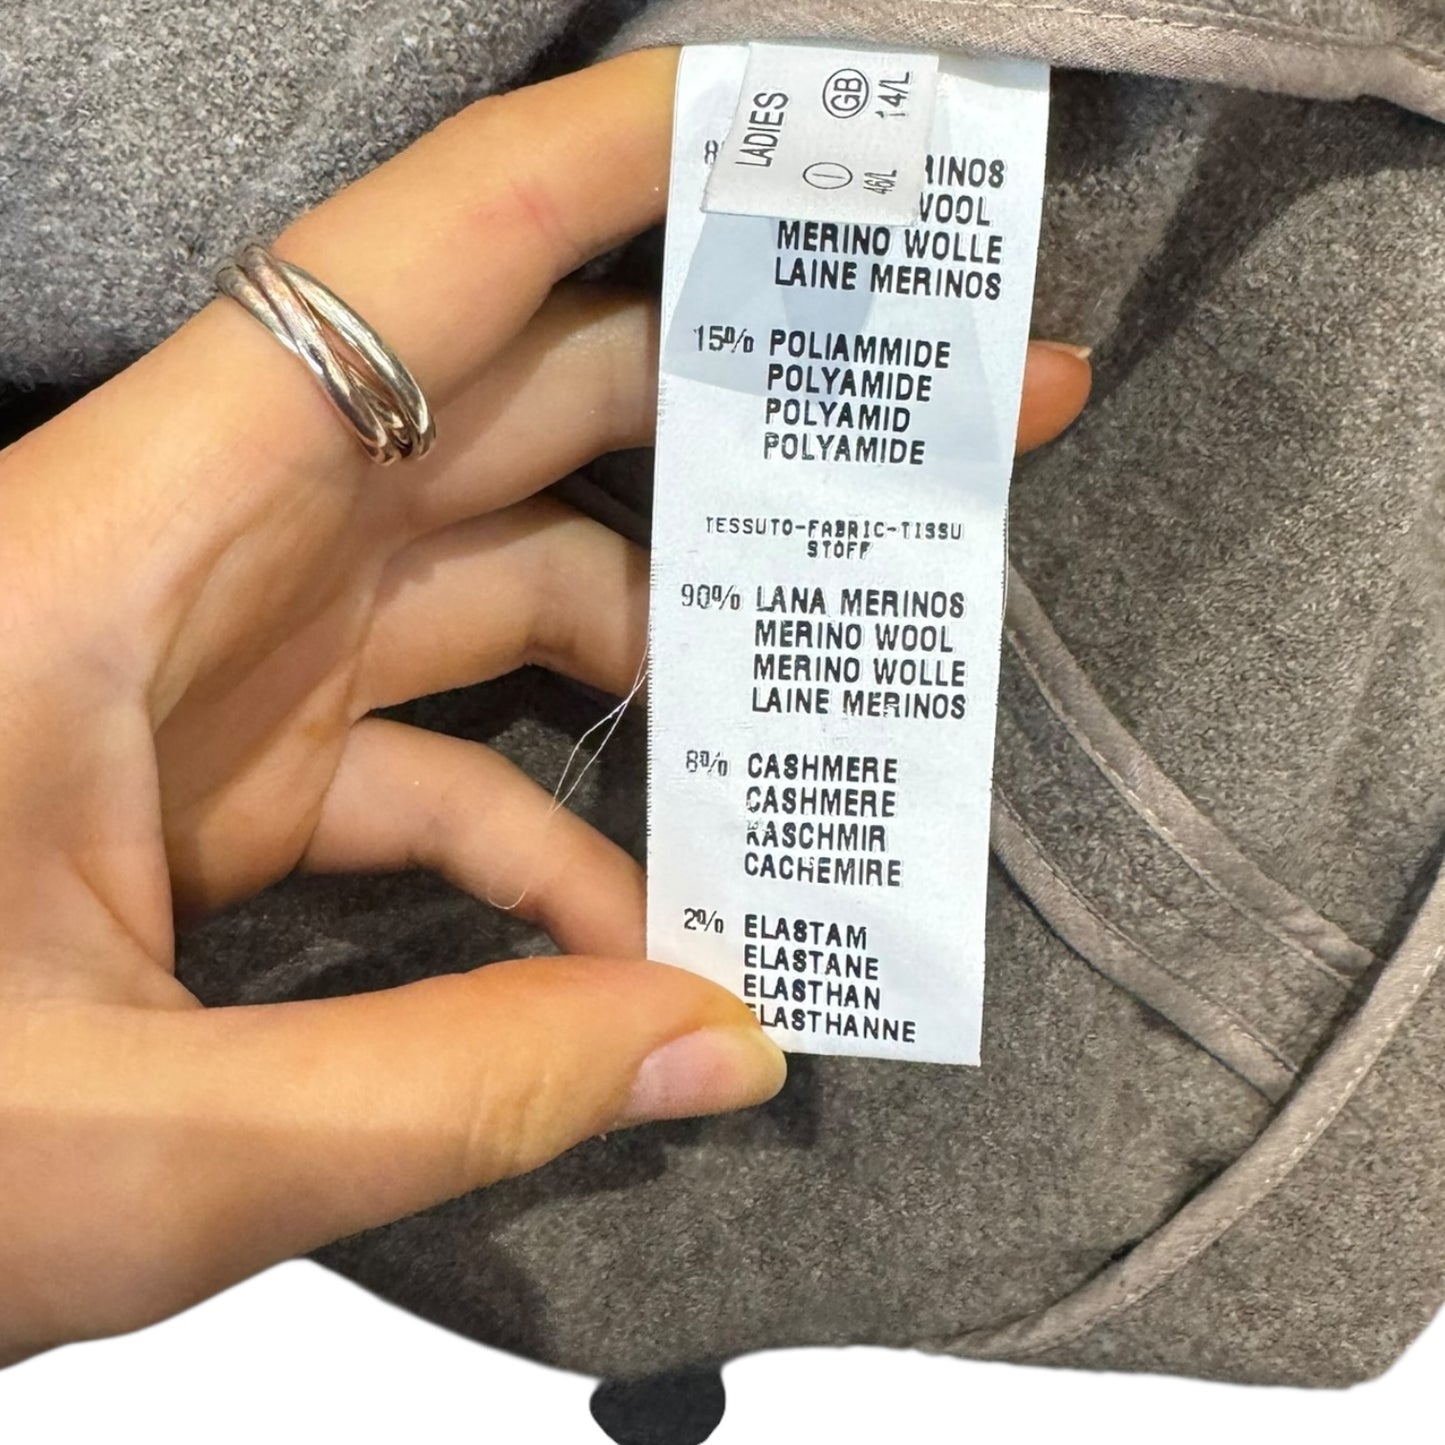 LADIES
GB
14/L
I
46/L
WOOL
MERINO WOLLE
LAINE MERINOS
15% POLIAMMIDE
POLYAMIDE
POLYAMID
POLYAMIDE
TESSUTO-FABRIC-TISSU
STOFF
90% LANA MERINOS
MERINO WOOL
MERINO WOLLE
LAINE MERINOS
8% CASHMERE
CASHMERE
KASCHMIR
CACHEMIRE
2% ELASTAM
ELASTANE
ELASTHAN
ELASTHANNE